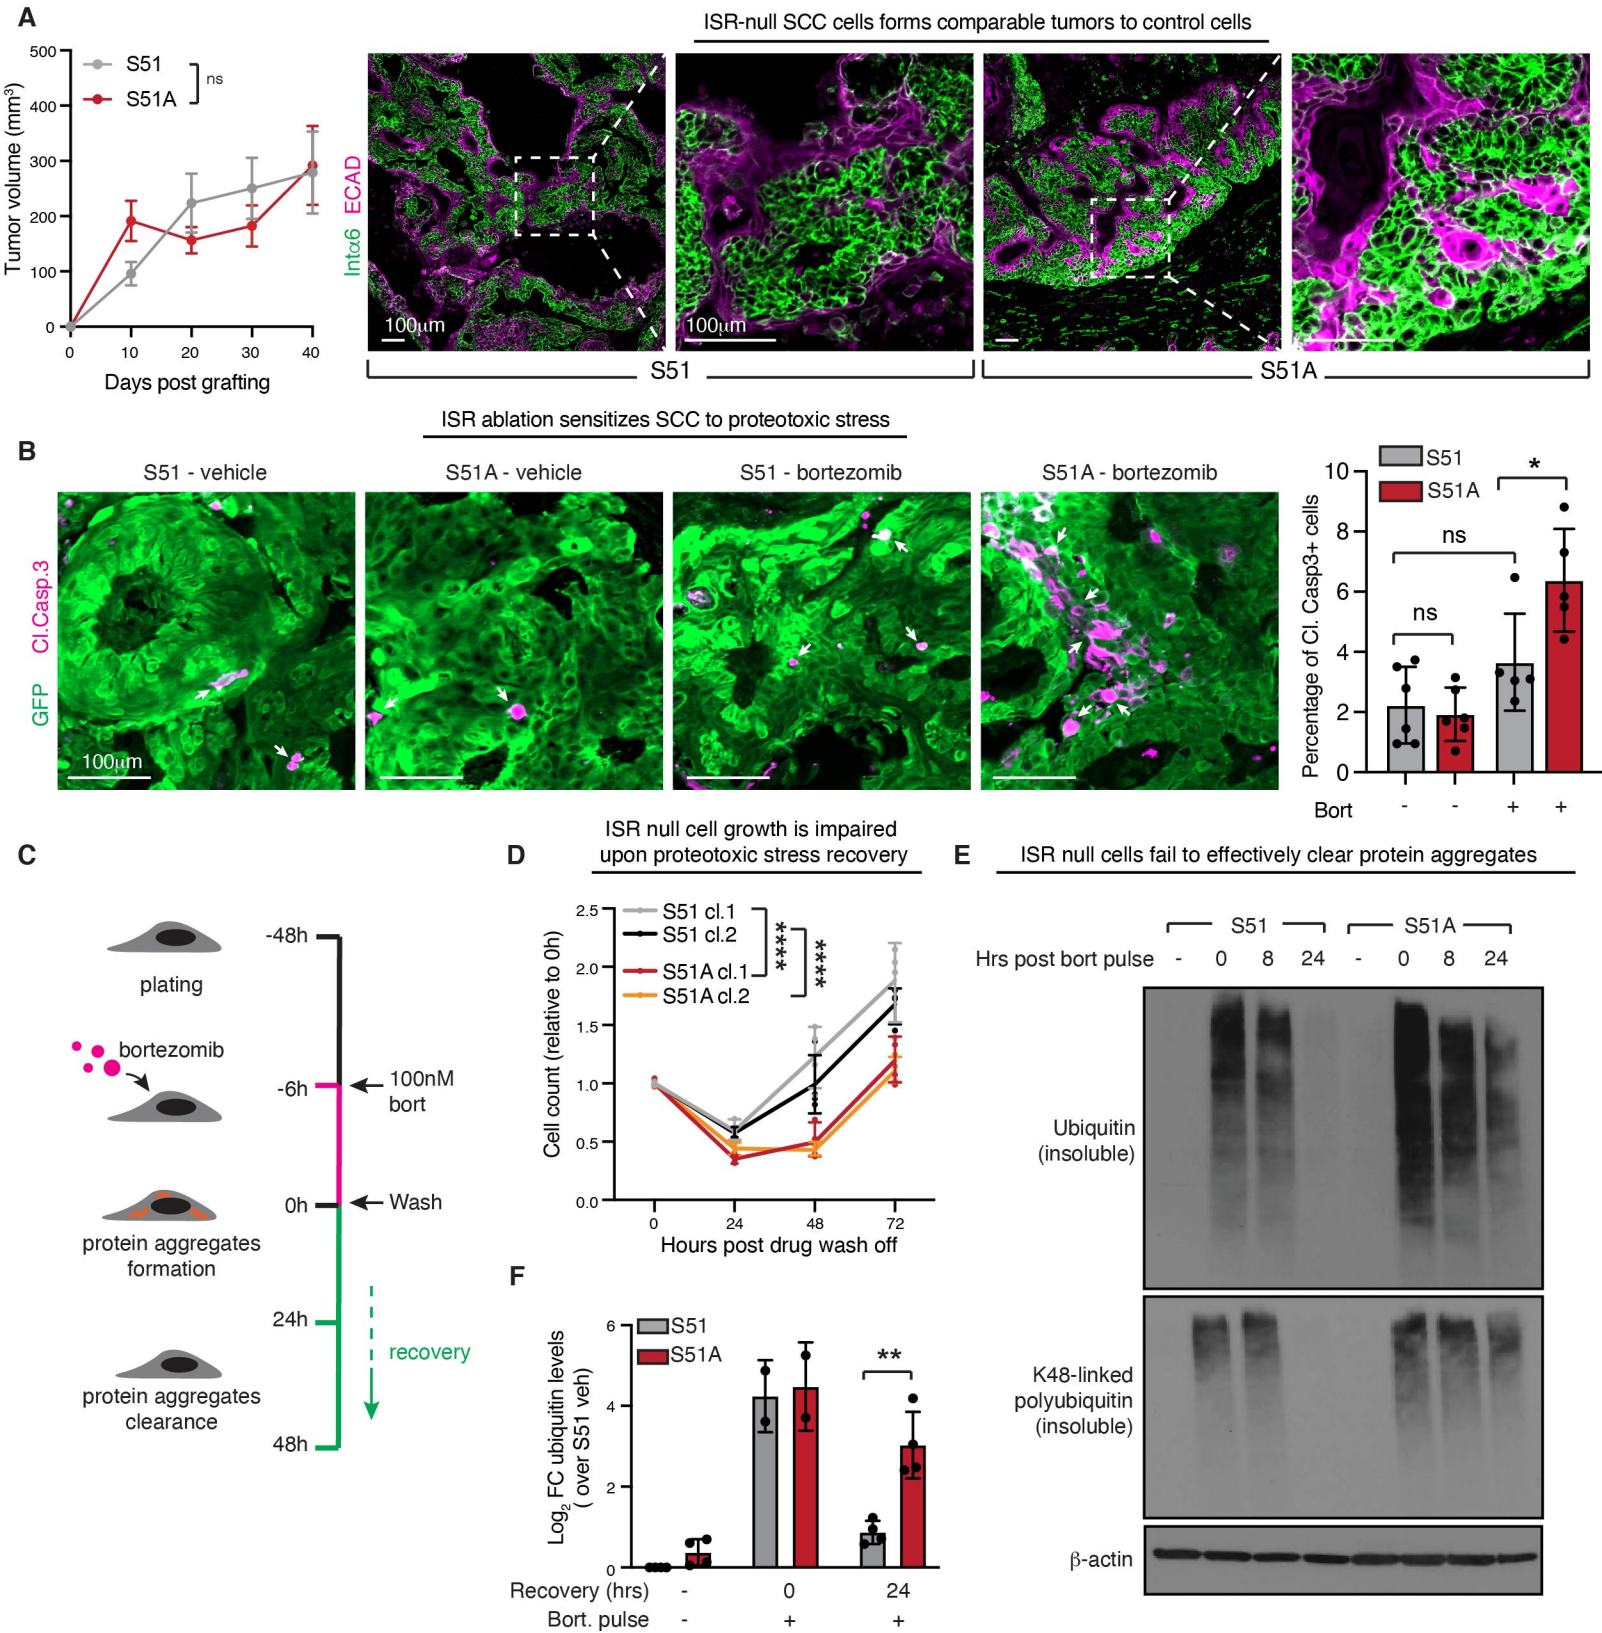 A
ISR-null SCC cells forms comparable tumors to control cells
Tumor volume (mm³)
500
400
300
200
100
0
S51
S51A
ns
0
10
20
30
40
Days post grafting
Intα6 ECAD
100µm
100µm
S51
S51A
B
ISR ablation sensitizes SCC to proteotoxic stress
S51 - vehicle
S51A - vehicle
S51 - bortezomib
S51A - bortezomib
GFP Cl.Casp.3
100µm
Percentage of Cl. Casp3+ cells
10
8
6
4
2
0
S51
S51A
ns
ns
*
Bort - - + +
C
-48h
plating
bortezomib
-6h
100nM
bort
0h
Wash
protein aggregates
formation
24h
recovery
protein aggregates
clearance
48h
D
ISR null cell growth is impaired
upon proteotoxic stress recovery
Cell count (relative to 0h)
2.5
2.0
1.5
1.0
0.5
0.0
S51 cl.1
S51 cl.2
S51A cl.1
S51A cl.2
****
****
0
24
48
72
Hours post drug wash off
E
ISR null cells fail to effectively clear protein aggregates
S51
S51A
Hrs post bort pulse - 0 8 24 - 0 8 24
Ubiquitin
(insoluble)
K48-linked
polyubiquitin
(insoluble)
β-actin
F
Log₂ FC ubiquitin levels
( over S51 veh)
6
4
2
0
S51
S51A
**
Recovery (hrs) - 0 24
Bort. pulse - + +